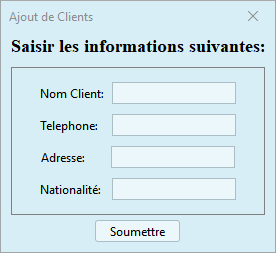 Ajout de Clients
Saisir les informations suivantes:
Nom Client:
Telephone:
Adresse:
Nationalité:
Soumettre